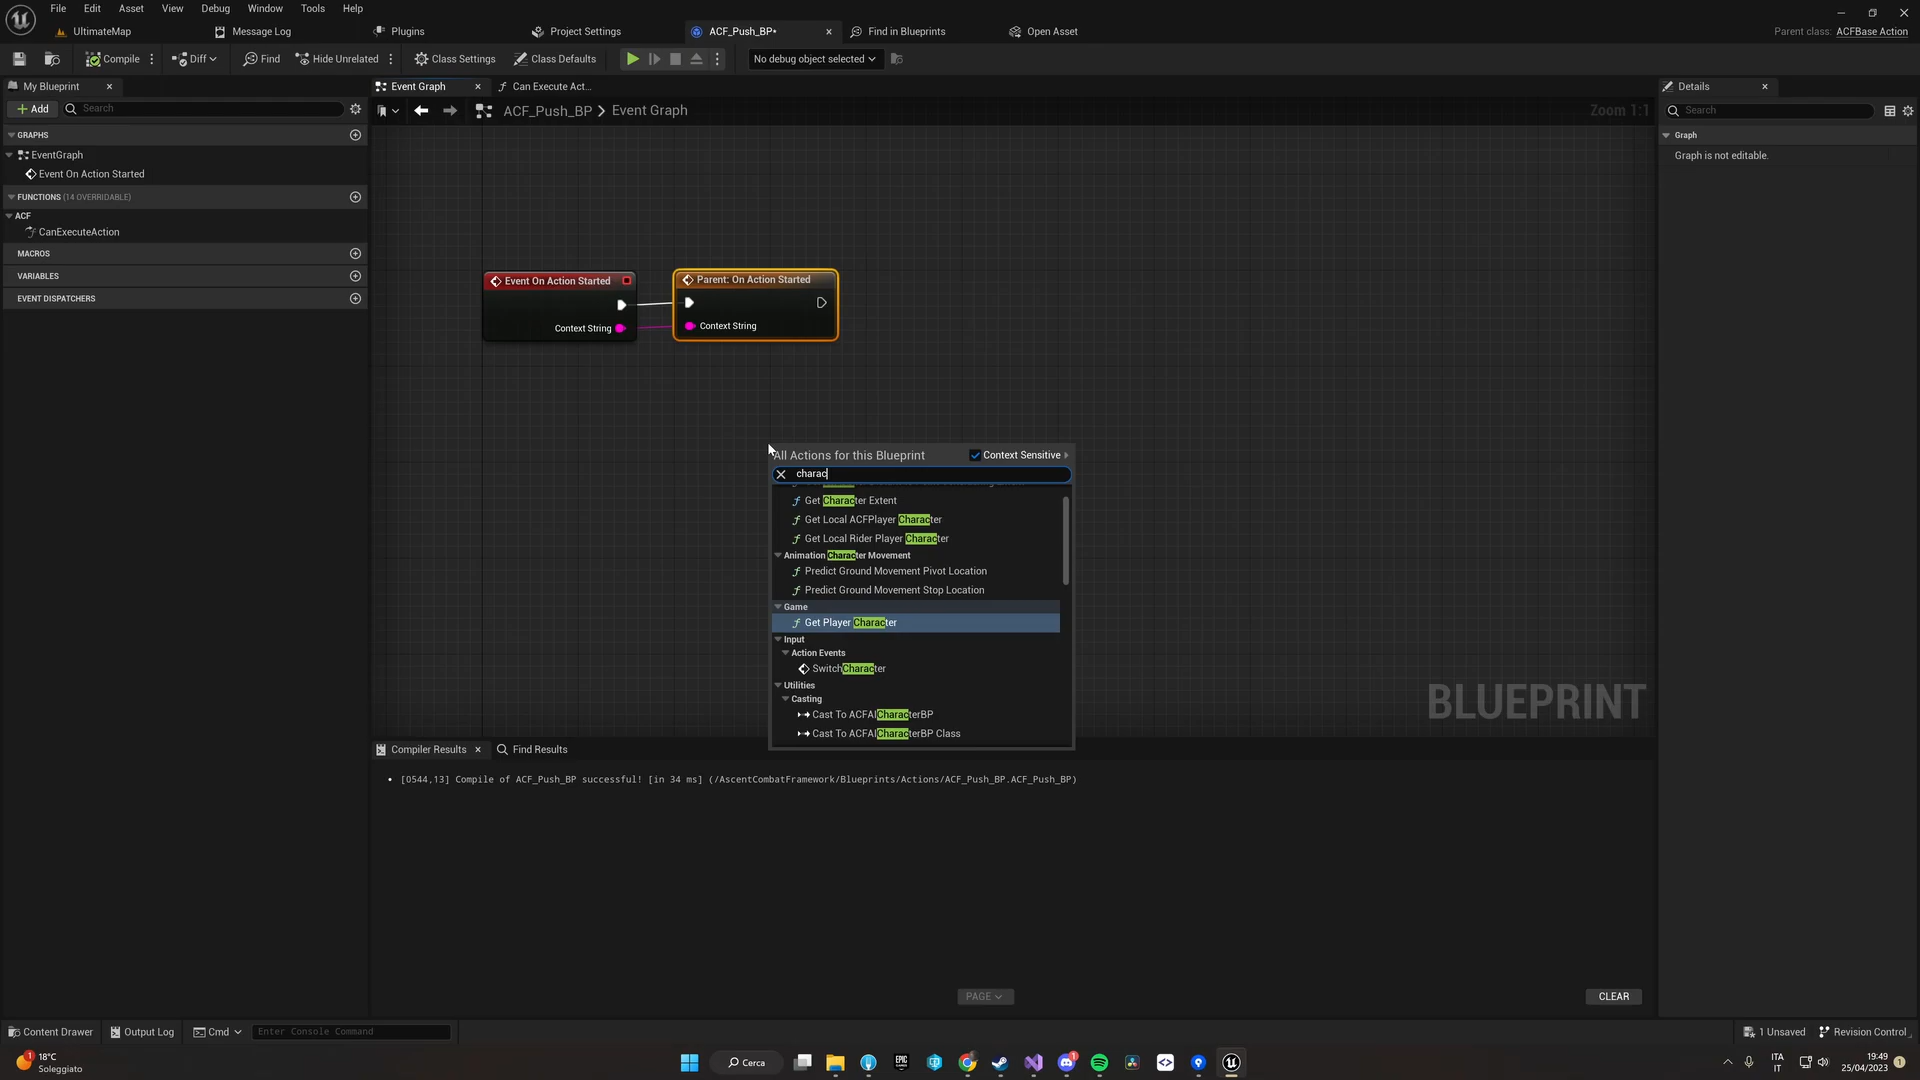 File Edit Asset View Debug Window Tools Help
UltimateMap Message Log Plugins Project Settings ACF_Push_BP* Find in Blueprints Open Asset
Parent class: ACFBase Action
Compile Diff Find Hide Unrelated Class Settings Class Defaults No debug object selected
My Blueprint
Add Search
GRAPHS
EventGraph
Event On Action Started
FUNCTIONS (14 OVERRIDABLE)
ACF
CanExecuteAction
MACROS
VARIABLES
EVENT DISPATCHERS
Event Graph Can Execute Act...
ACF_Push_BP > Event Graph
Zoom 1:1
Event On Action Started
Context String
Parent: On Action Started
Context String
All Actions for this Blueprint Context Sensitive
charac
Get Character Extent
Get Local ACFPlayer Character
Get Local Rider Player Character
Animation Character Movement
Predict Ground Movement Pivot Location
Predict Ground Movement Stop Location
Game
Get Player Character
Input
Action Events
SwitchCharacter
Utilities
Casting
Cast To ACFAICharacterBP
Cast To ACFAICharacterBP Class
BLUEPRINT
Details
Search
Graph
Graph is not editable.
Compiler Results Find Results
[0544,13] Compile of ACF_Push_BP successful! [in 34 ms] (/AscentCombatFramework/Blueprints/Actions/ACF_Push_BP.ACF_Push_BP)
PAGE
CLEAR
Content Drawer Output Log Cmd Enter Console Command
1 Unsaved Revision Control
1
18°C
Soleggiato
Cerca
EPIC GAMES
1
ITA
IT
19:49
25/04/2023
1